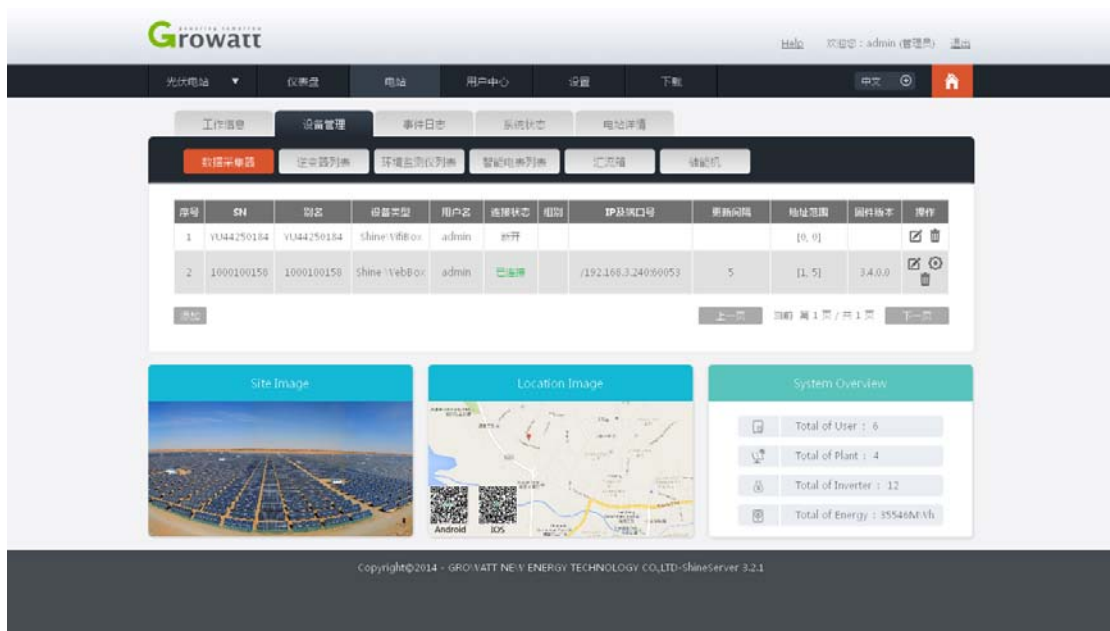 powering tomorrow
Growatt
Help 欢迎您：admin (管理员) 退出
光伏电站 ▼ 仪表盘 电站 用户中心 设置 下载 中文
工作信息 设备管理 事件日志 系统状态 电站详情
数据采集器 逆变器列表 环境监测仪列表 智能电表列表 汇流箱 储能机
序号 SN 别名 设备类型 用户名 连接状态 组别 IP及端口号 更新间隔 地址范围 固件版本 操作
1 YU44250184 YU44250184 Shine WifiBox admin 断开 [0, 0]
2 1000100158 1000100158 Shine WebBox admin 已连接 /192.168.3.240:60053 5 [1, 5] 3.4.0.0
添加 上一页 当前 第 1 页 / 共 1 页 下一页
Site Image Location Image System Overview
Total of User : 6
Total of Plant : 4
Total of Inverter : 12
Total of Energy : 35546MWh
Android IOS
Copyright©2014 - GROWATT NEW ENERGY TECHNOLOGY CO.,LTD-ShineServer 3.2.1